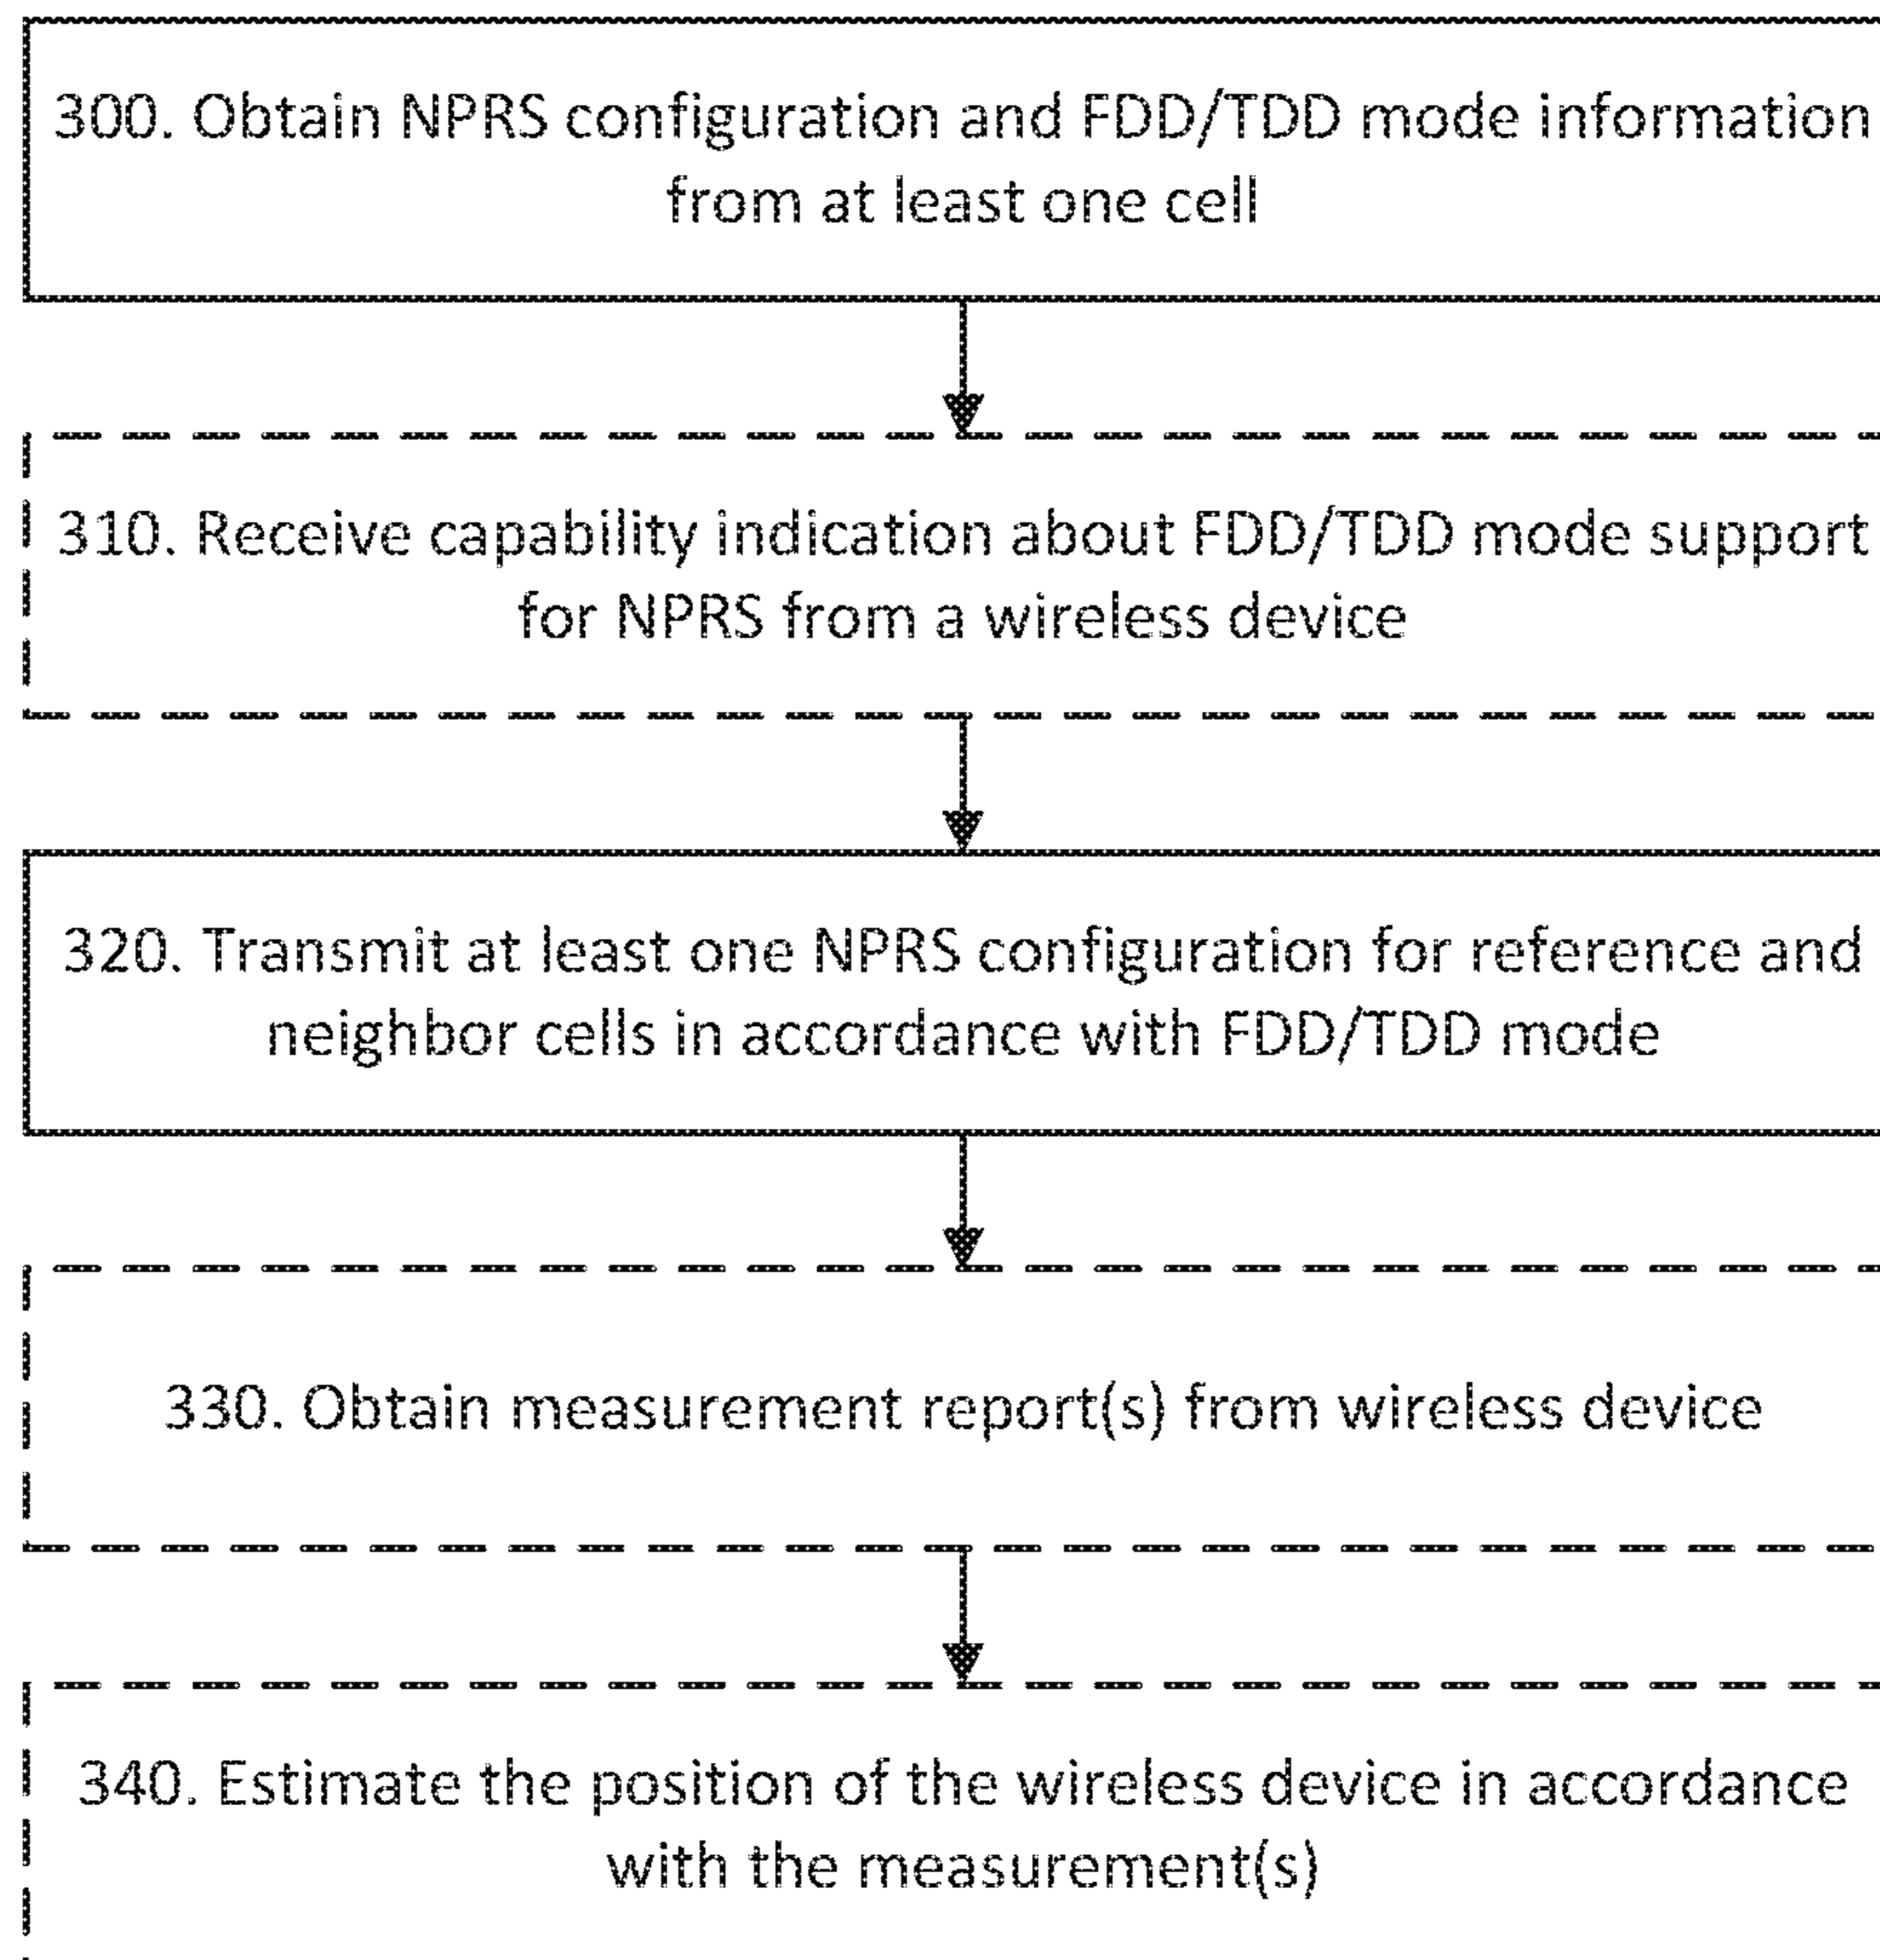 300. Obtain NPRS configuration and FDD/TDD mode information
from at least one cell
310. Receive capability indication about FDD/TDD mode support
for NPRS from a wireless device
320. Transmit at least one NPRS configuration for reference and
neighbor cells in accordance with FDD/TDD mode
330. Obtain measurement report(s) from wireless device
340. Estimate the position of the wireless device in accordance
with the measurement(s)